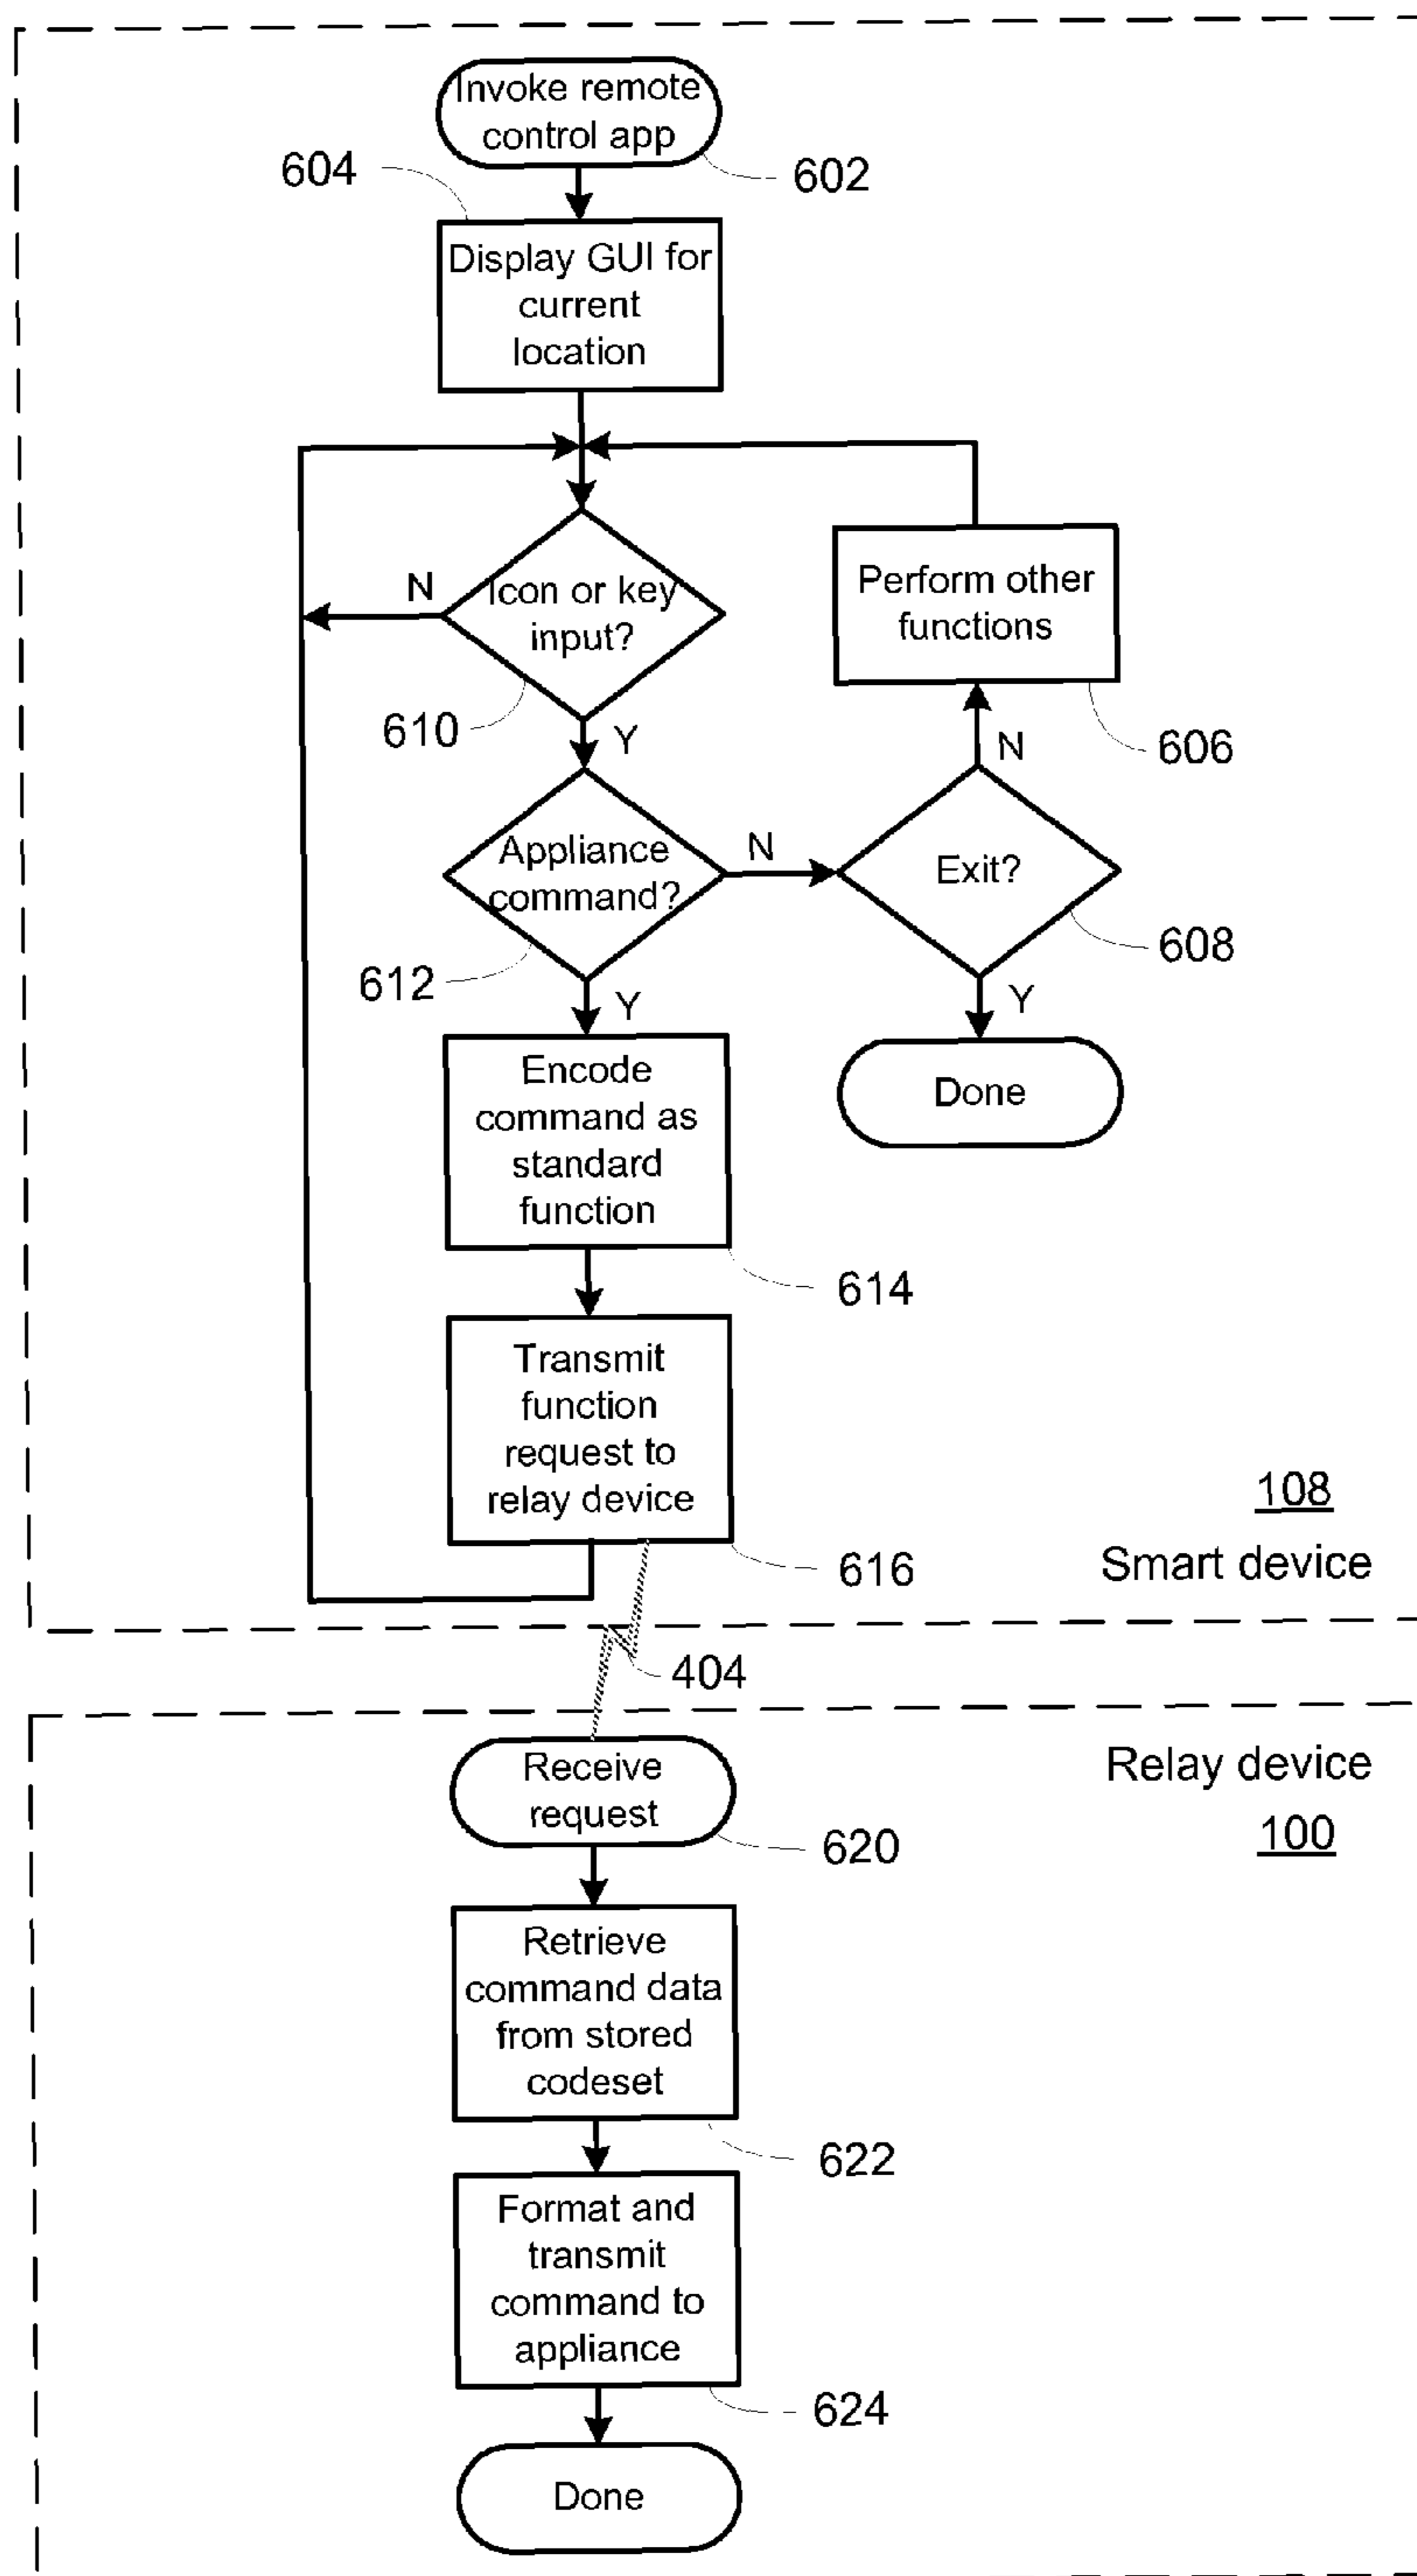 Invoke remote
control app
602
604
Display GUI for
current
location
N
Icon or key
input?
610
Y
Perform other
functions
606
N
Appliance
command?
612
N
Exit?
608
Y
Y
Done
Encode
command as
standard
function
614
Transmit
function
request to
relay device
616
108
Smart device
404
Relay device
100
Receive
request
620
Retrieve
command data
from stored
codeset
622
Format and
transmit
command to
appliance
624
Done